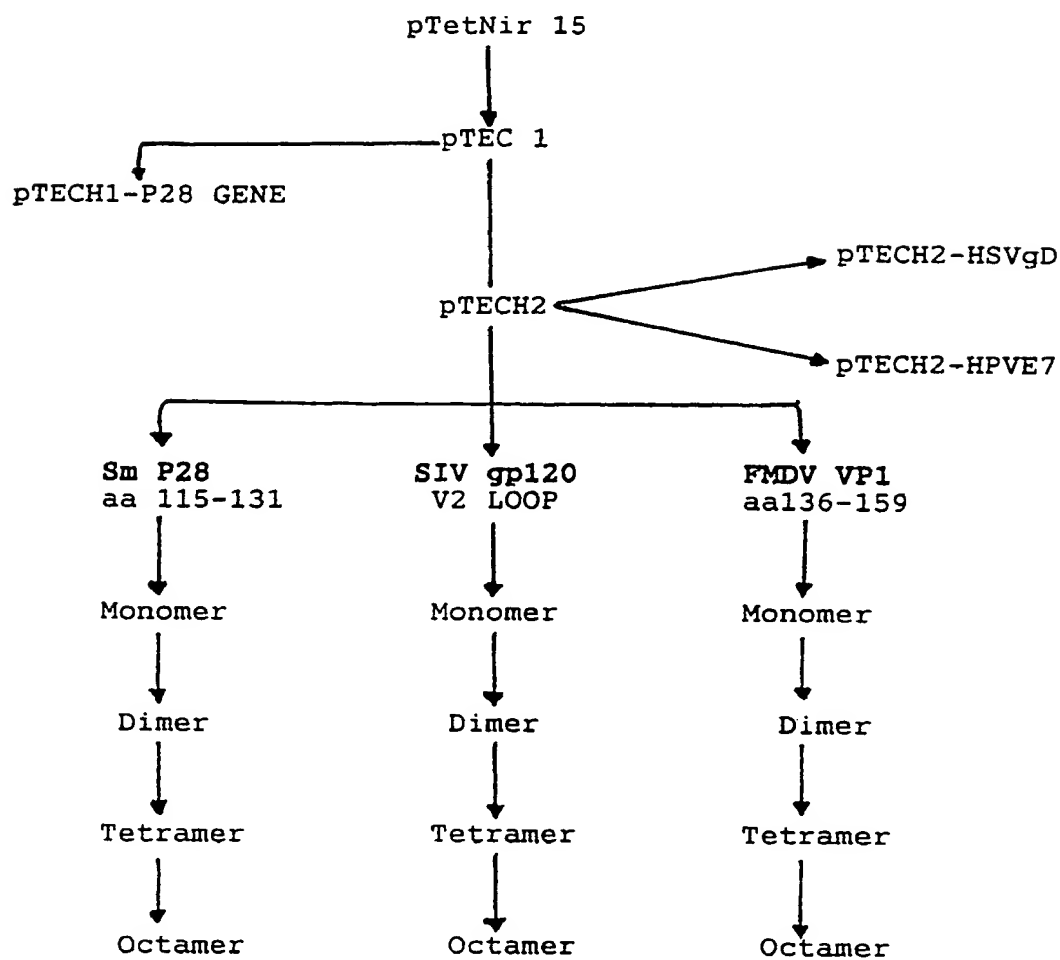 pTetNir 15
pTEC 1
pTECH1-P28 GENE
pTECH2-HSVgD
pTECH2
pTECH2-HPVE7
Sm P28
aa 115-131
SIV gp120
V2 LOOP
FMDV VP1
aa136-159
Monomer
Monomer
Monomer
Dimer
Dimer
Dimer
Tetramer
Tetramer
Tetramer
Octamer
Octamer
Octamer